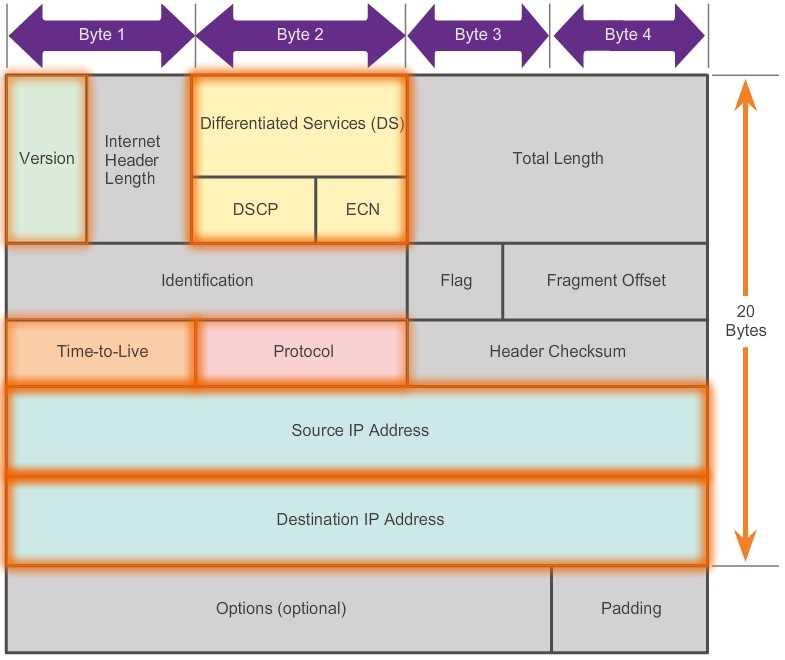 Byte 1
Byte 2
Byte 3
Byte 4
Version
Internet
Header
Length
Differentiated Services (DS)
DSCP
ECN
Total Length
Identification
Flag
Fragment Offset
20
Bytes
Time-to-Live
Protocol
Header Checksum
Source IP Address
Destination IP Address
Options (optional)
Padding